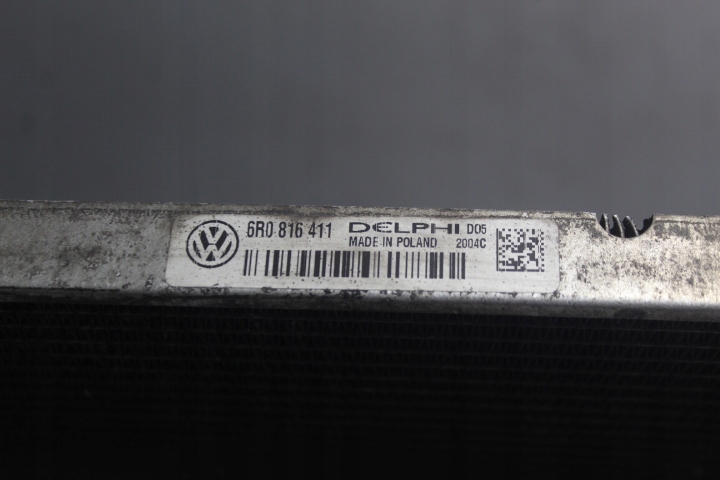 6R0 816 411 DELPHI D05
MADE IN POLAND 2004C